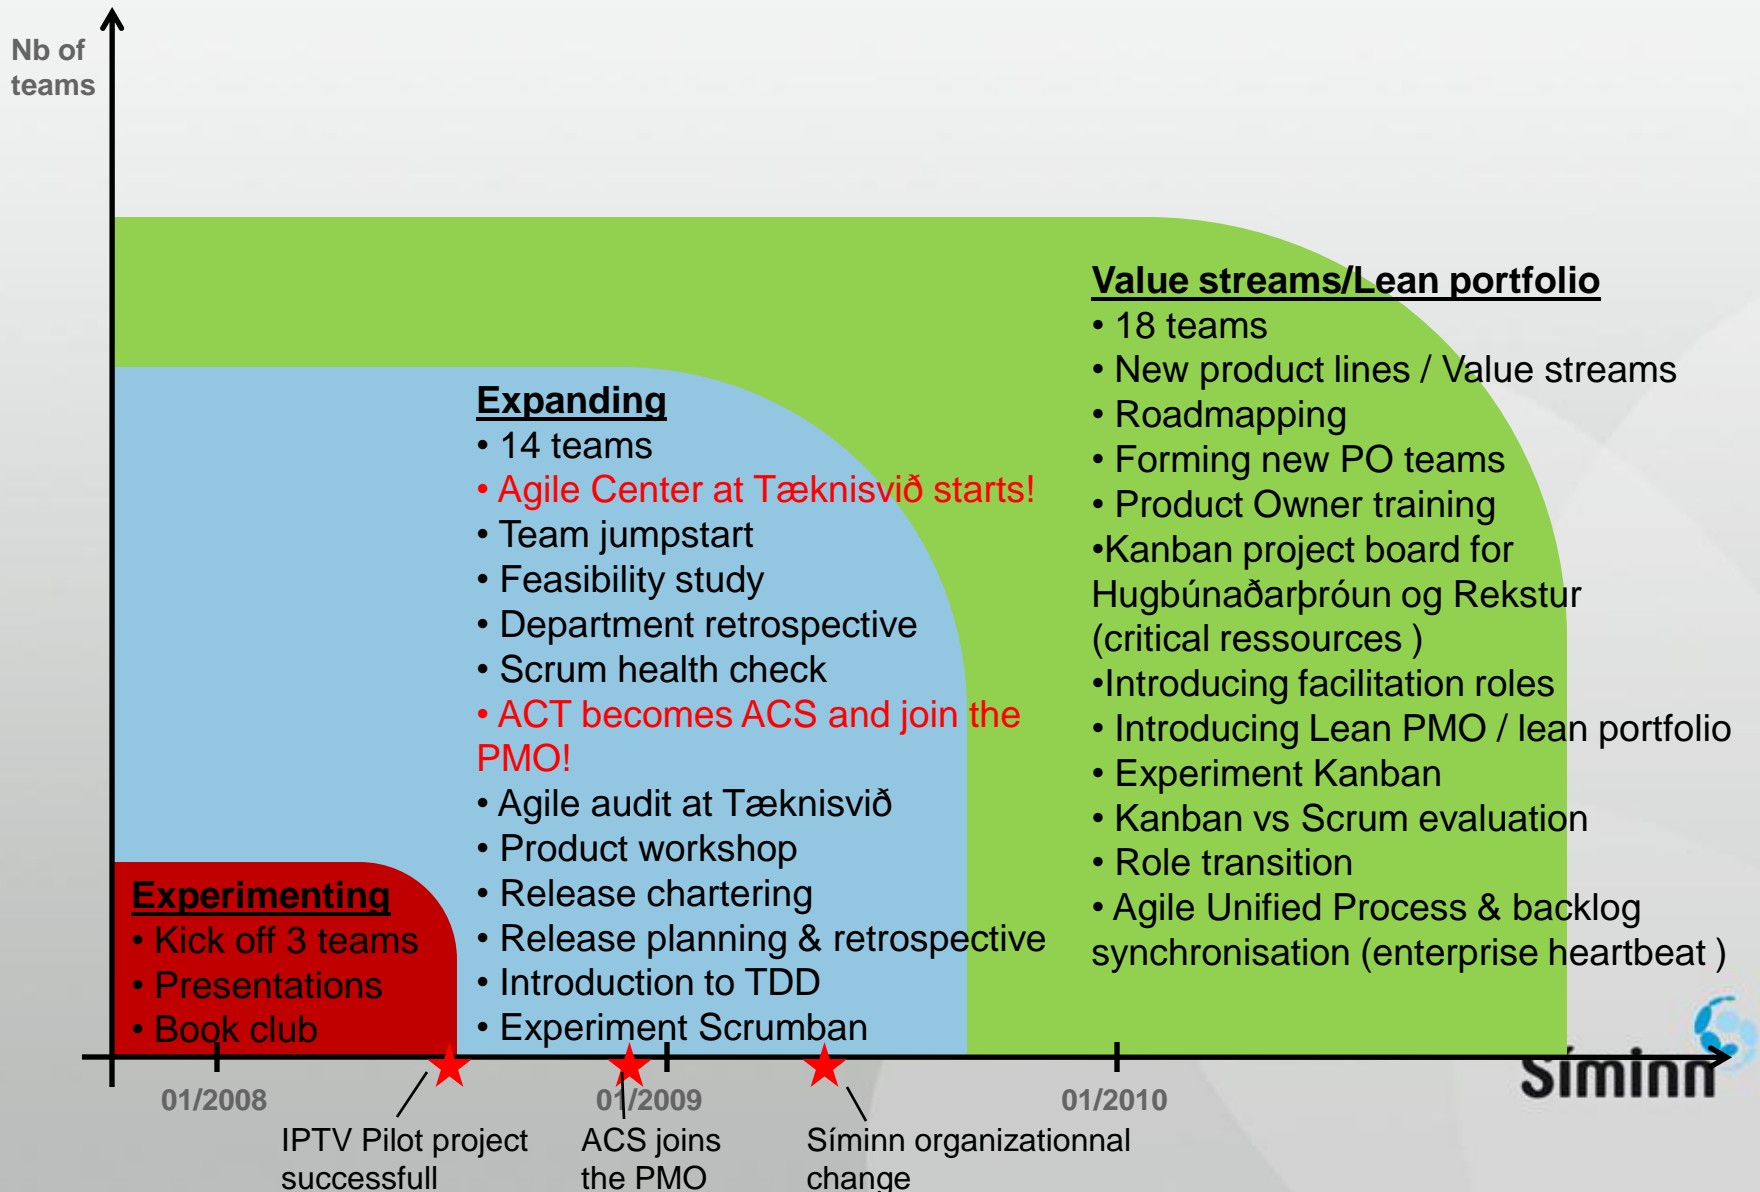 Nb of
teams
Value streams/Lean portfolio
• 18 teams
• New product lines / Value streams
• Roadmapping
• Forming new PO teams
• Product Owner training
•Kanban project board for
Hugbúnaðarþróun og Rekstur
(critical ressources )
•Introducing facilitation roles
• Introducing Lean PMO / lean portfolio
• Experiment Kanban
• Kanban vs Scrum evaluation
• Role transition
• Agile Unified Process & backlog
synchronisation (enterprise heartbeat )
Expanding
• 14 teams
• Agile Center at Tæknisvið starts!
• Team jumpstart
• Feasibility study
• Department retrospective
• Scrum health check
• ACT becomes ACS and join the
PMO!
• Agile audit at Tæknisvið
• Product workshop
• Release chartering
• Release planning & retrospective
• Introduction to TDD
• Experiment Scrumban
Experimenting
• Kick off 3 teams
• Presentations
• Book club
01/2008
01/2009
01/2010
Síminn
IPTV Pilot project
successfull
ACS joins
the PMO
Síminn organizationnal
change